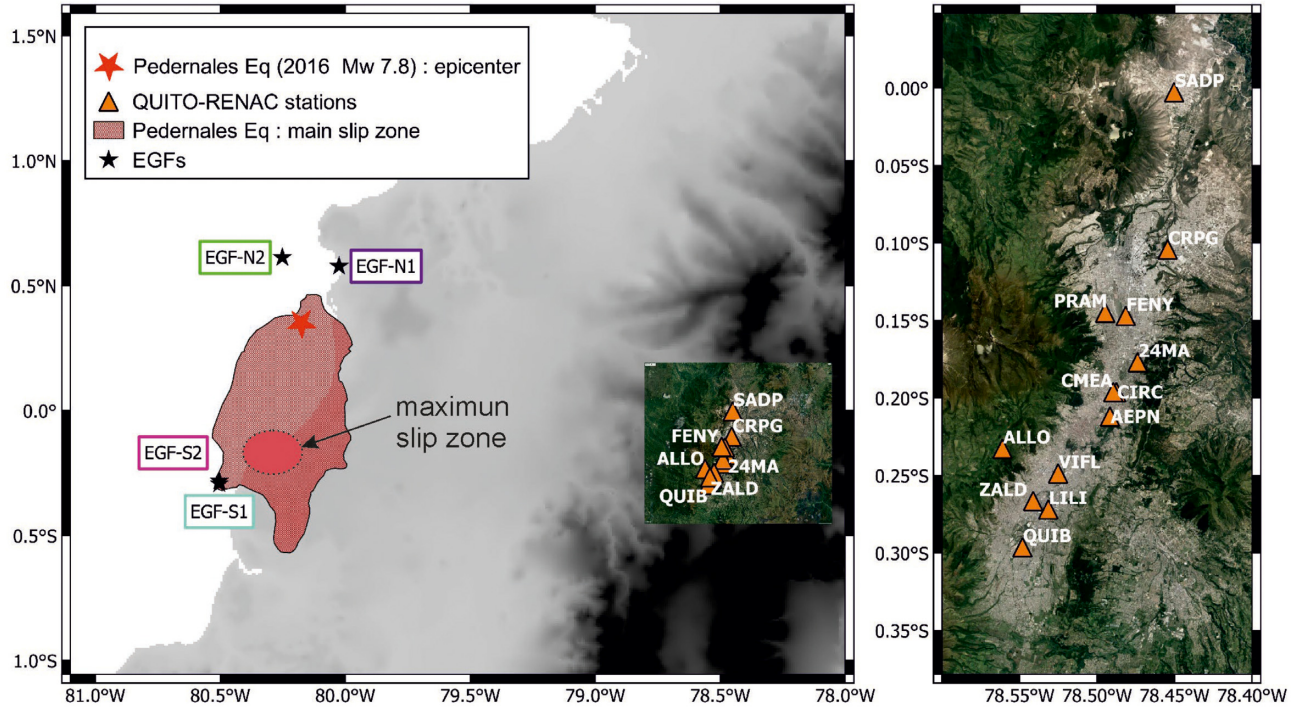 1.5°N
1.0°N
0.5°N
0.0°
0.5°S
1.0°S
81.0°W
80.5°W
80.0°W
79.5°W
79.0°W
78.5°W
78.0°W
Pedernales Eq (2016 Mw 7.8) : epicenter
QUITO-RENAC stations
Pedernales Eq : main slip zone
EGFs
EGF-N2
EGF-N1
EGF-S2
EGF-S1
maximun
slip zone
SADP
CRPG
FENY
ALLO
24MA
QUIB
ZALD
0.00°
0.05°S
0.10°S
0.15°S
0.20°S
0.25°S
0.30°S
0.35°S
78.55°W
78.50°W
78.45°W
78.40°W
SADP
CRPG
PRAM
FENY
24MA
CMEA
CIRC
AEPN
ALLO
VIFL
ZALD
LILI
QUIB